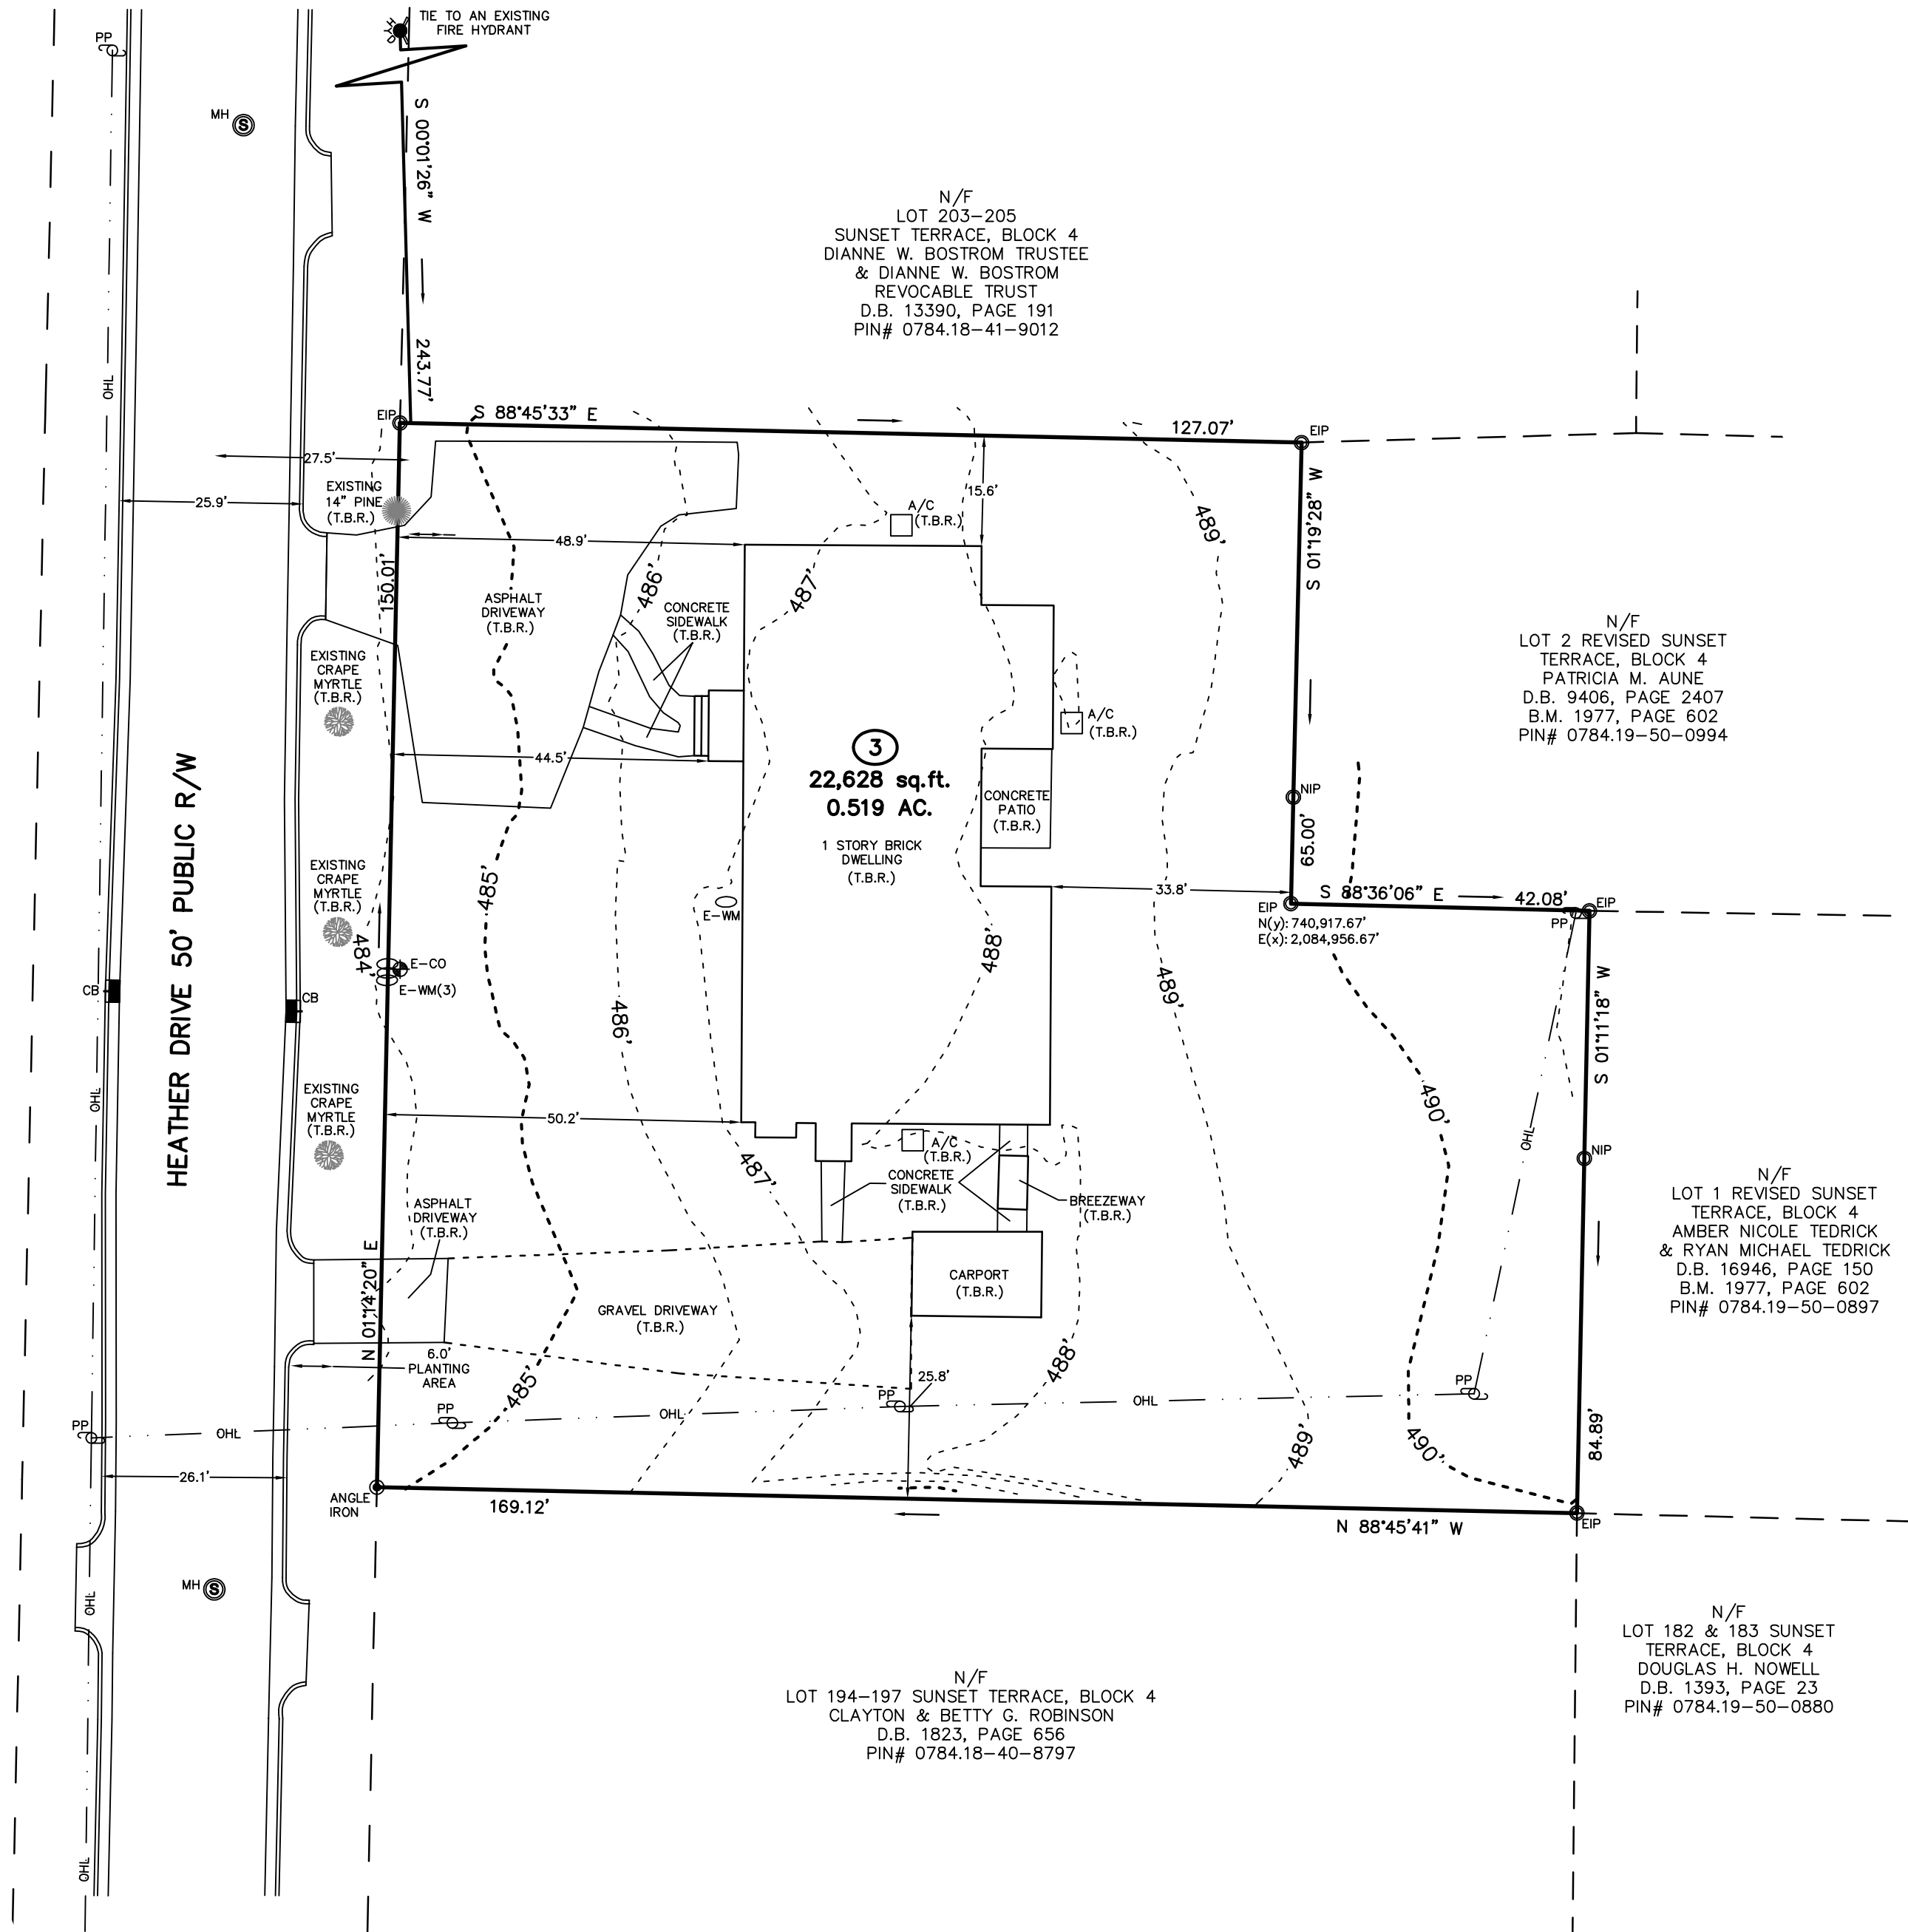 TIE TO AN EXISTING
FIRE HYDRANT
HYD
PP
MH
S
S 00°01'26" W
243.77'
OHL
N/F
LOT 203-205
SUNSET TERRACE, BLOCK 4
DIANNE W. BOSTROM TRUSTEE
& DIANNE W. BOSTROM
REVOCABLE TRUST
D.B. 13390, PAGE 191
PIN# 0784.18-41-9012
EIP
S 88°45'33" E
127.07'
EIP
27.5'
25.9'
EXISTING
14" PINE
(T.B.R.)
15.6'
A/C
(T.B.R.)
48.9'
489'
S 01°19'28" W
150.01'
ASPHALT
DRIVEWAY
(T.B.R.)
486'
487'
CONCRETE
SIDEWALK
(T.B.R.)
N/F
LOT 2 REVISED SUNSET
TERRACE, BLOCK 4
PATRICIA M. AUNE
D.B. 9406, PAGE 2407
B.M. 1977, PAGE 602
PIN# 0784.19-50-0994
EXISTING
CRAPE
MYRTLE
(T.B.R.)
44.5'
3
22,628 sq.ft.
0.519 AC.
1 STORY BRICK
DWELLING
(T.B.R.)
A/C
(T.B.R.)
CONCRETE
PATIO
(T.B.R.)
NIP
65.00'
HEATHER DRIVE 50' PUBLIC R/W
EXISTING
CRAPE
MYRTLE
(T.B.R.)
485'
E-WM
33.8'
S 88°36'06" E
42.08'
EIP
EIP
N(y): 740,917.67'
E(x): 2,084,956.67'
PP
484'
E-CO
E-WM(3)
488'
489'
486'
CB
CB
S 01°11'18" W
OHL
EXISTING
CRAPE
MYRTLE
(T.B.R.)
50.2'
490'
OHL
A/C
(T.B.R.)
487'
NIP
CONCRETE
SIDEWALK
(T.B.R.)
BREEZEWAY
(T.B.R.)
N/F
LOT 1 REVISED SUNSET
TERRACE, BLOCK 4
AMBER NICOLE TEDRICK
& RYAN MICHAEL TEDRICK
D.B. 16946, PAGE 150
B.M. 1977, PAGE 602
PIN# 0784.19-50-0897
ASPHALT
DRIVEWAY
(T.B.R.)
N 01°14'20" E
CARPORT
(T.B.R.)
GRAVEL DRIVEWAY
(T.B.R.)
6.0'
PLANTING
AREA
485'
488'
25.8'
PP
PP
PP
PP
OHL
OHL
OHL
489'
490'
84.89'
26.1'
ANGLE
IRON
169.12'
N 88°45'41" W
EIP
MH
S
OHL
N/F
LOT 182 & 183 SUNSET
TERRACE, BLOCK 4
DOUGLAS H. NOWELL
D.B. 1393, PAGE 23
PIN# 0784.19-50-0880
N/F
LOT 194-197 SUNSET TERRACE, BLOCK 4
CLAYTON & BETTY G. ROBINSON
D.B. 1823, PAGE 656
PIN# 0784.18-40-8797
OHL